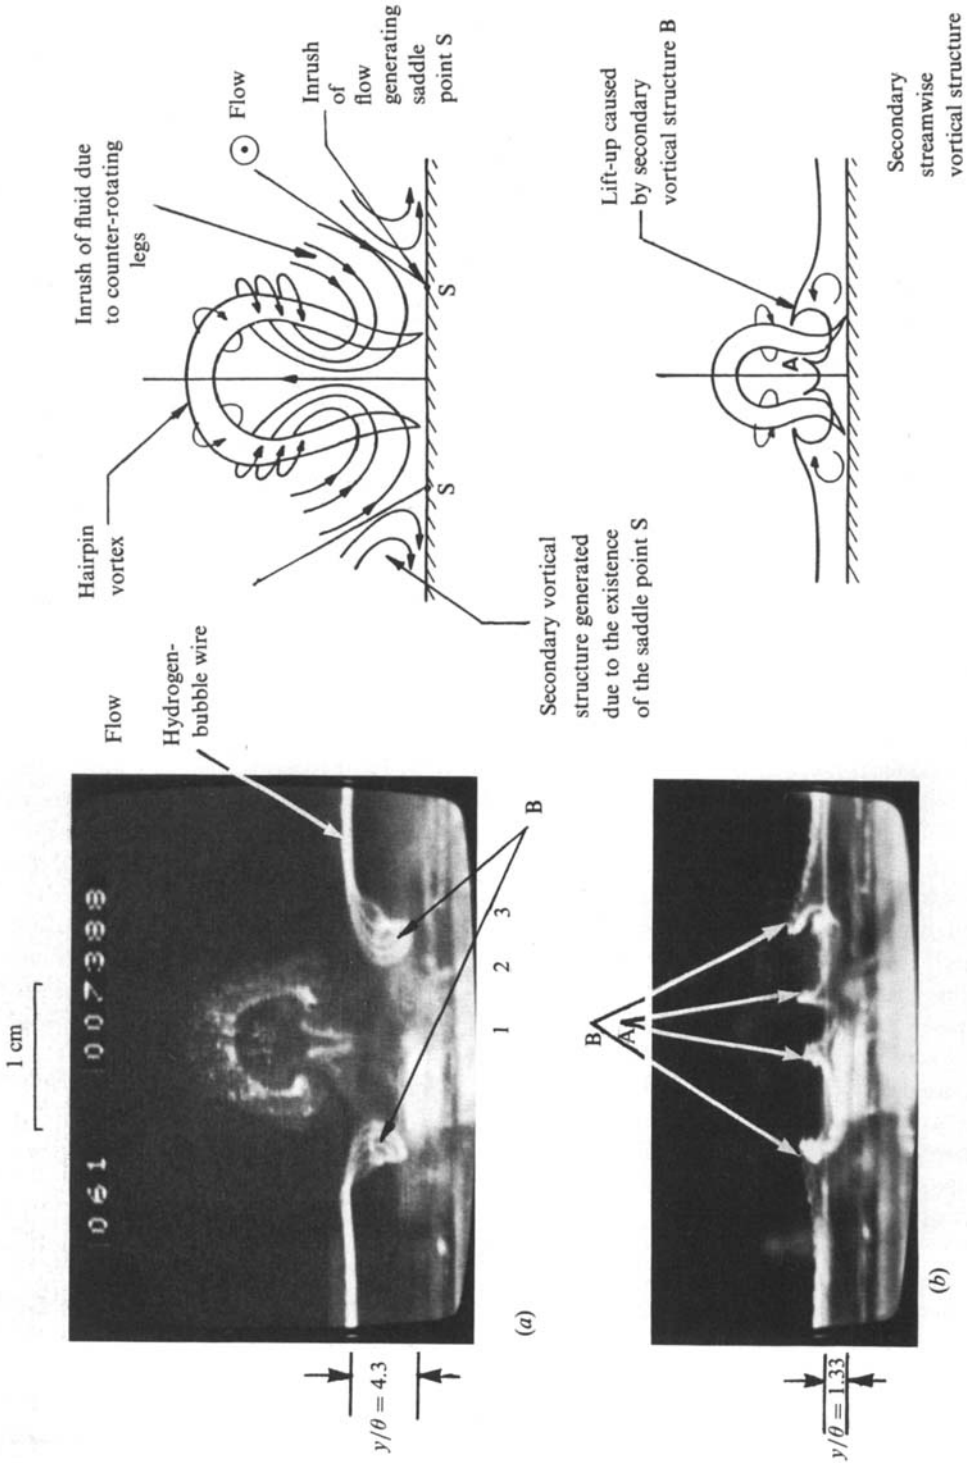 1 cm
061 007388
Flow
Hydrogen-
bubble wire
1 2 3
B
y/θ = 4.3
(a)
Hairpin
vortex
Inrush of fluid due
to counter-rotating
legs
Flow
Inrush
of
flow
generating
saddle
point S
S
S
Secondary vortical
structure generated
due to the existence
of the saddle point S
B
A
y/θ = 1.33
(b)
Lift-up caused
by secondary
vortical structure B
A
Secondary
streamwise
vortical structure